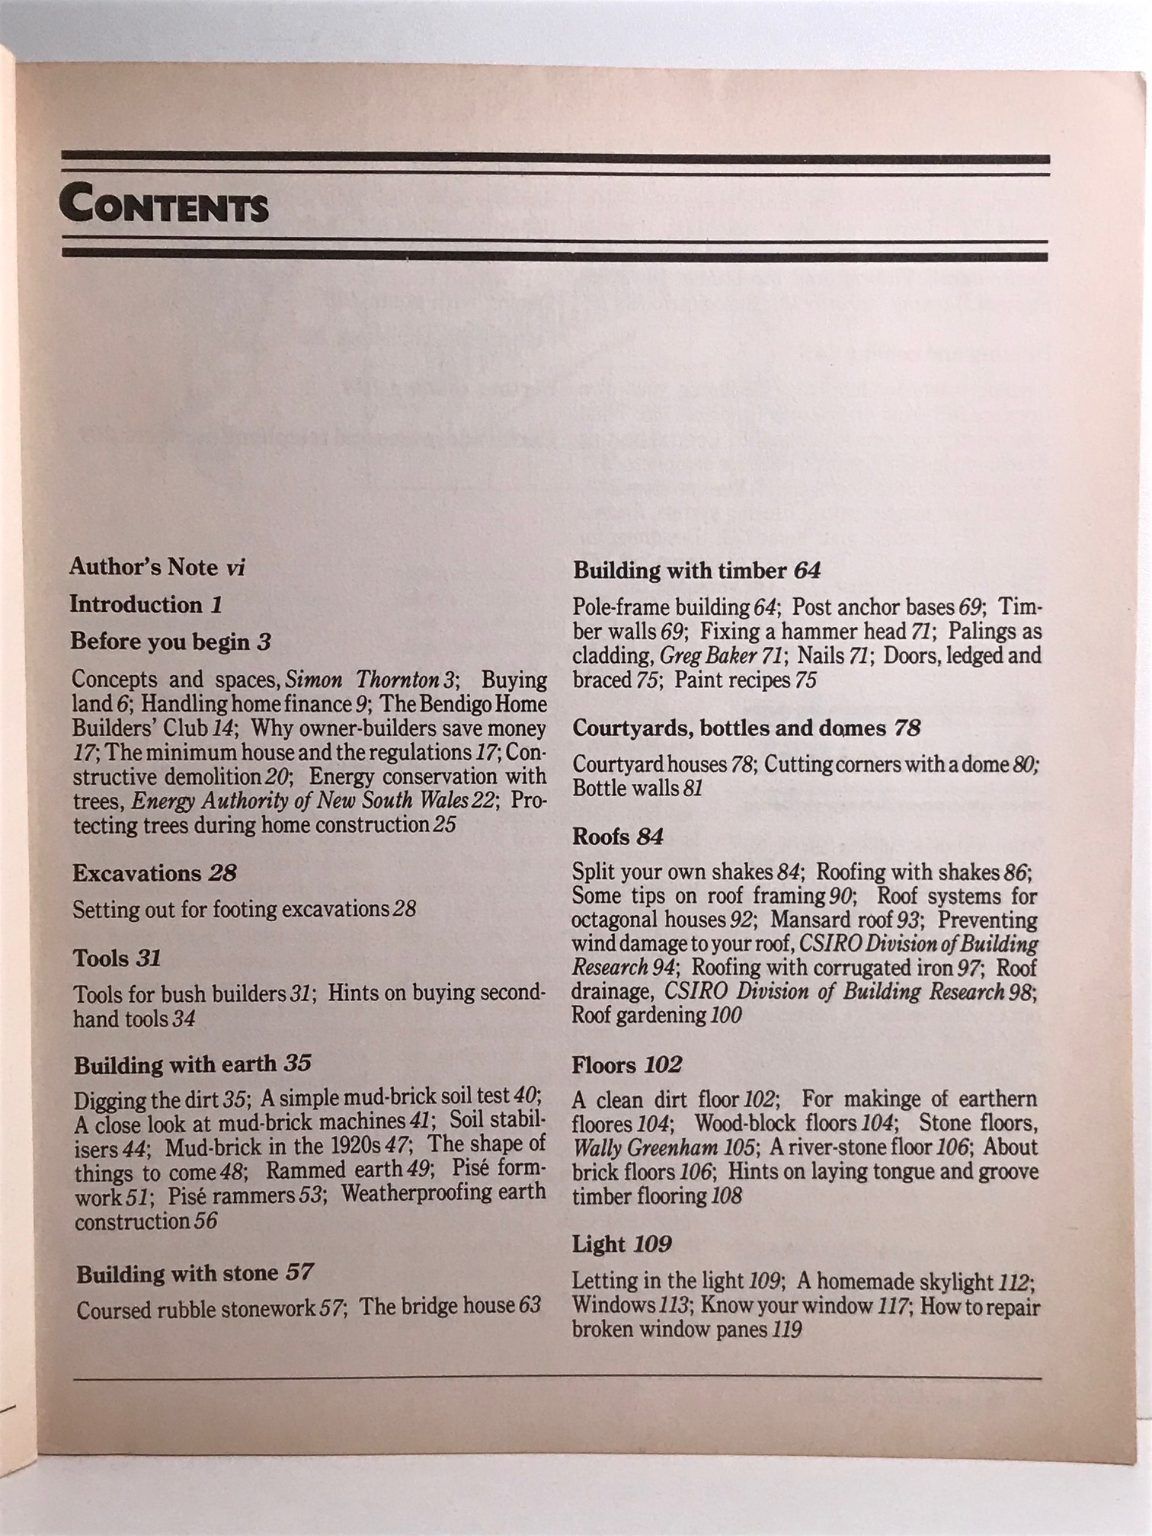 CONTENTS
Author's Note vi
Introduction 1
Before you begin 3
Concepts and spaces, Simon Thornton 3; Buying
land 6; Handling home finance 9; The Bendigo Home
Builders' Club 14; Why owner-builders save money
17; The minimum house and the regulations 17; Con-
structive demolition 20; Energy conservation with
trees, Energy Authority of New South Wales 22; Pro-
tecting trees during home construction 25
Excavations 28
Setting out for footing excavations 28
Tools 31
Tools for bush builders 31; Hints on buying second-
hand tools 34
Building with earth 35
Digging the dirt 35; A simple mud-brick soil test 40;
A close look at mud-brick machines 41; Soil stabil-
isers 44; Mud-brick in the 1920s 47; The shape of
things to come 48; Rammed earth 49; Pisé form-
work 51; Pisé rammers 53; Weatherproofing earth
construction 56
Building with stone 57
Coursed rubble stonework 57; The bridge house 63
Building with timber 64
Pole-frame building 64; Post anchor bases 69; Tim-
ber walls 69; Fixing a hammer head 71; Palings as
cladding, Greg Baker 71; Nails 71; Doors, ledged and
braced 75; Paint recipes 75
Courtyards, bottles and domes 78
Courtyard houses 78; Cutting corners with a dome 80;
Bottle walls 81
Roofs 84
Split your own shakes 84; Roofing with shakes 86;
Some tips on roof framing 90; Roof systems for
octagonal houses 92; Mansard roof 93; Preventing
wind damage to your roof, CSIRO Division of Building
Research 94; Roofing with corrugated iron 97; Roof
drainage, CSIRO Division of Building Research 98;
Roof gardening 100
Floors 102
A clean dirt floor 102; For makinge of earthern
floores 104; Wood-block floors 104; Stone floors,
Wally Greenham 105; A river-stone floor 106; About
brick floors 106; Hints on laying tongue and groove
timber flooring 108
Light 109
Letting in the light 109; A homemade skylight 112;
Windows 113; Know your window 117; How to repair
broken window panes 119